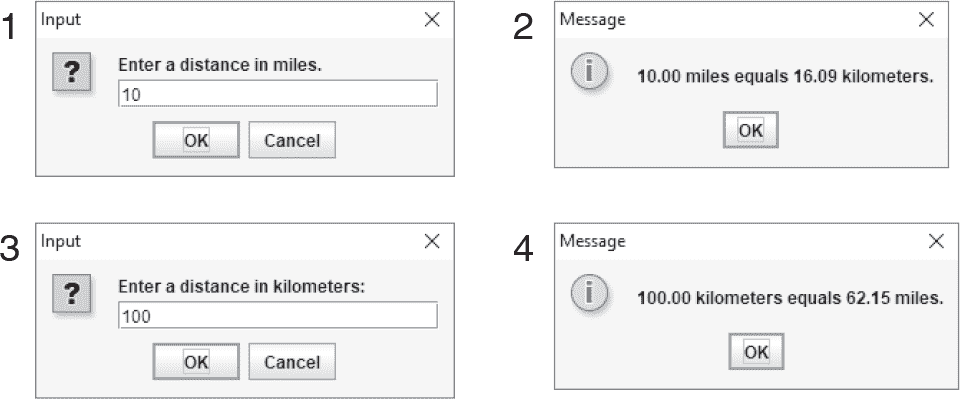 1
Input
Enter a distance in miles.
10
OK
Cancel
2
Message
10.00 miles equals 16.09 kilometers.
OK
3
Input
Enter a distance in kilometers:
100
OK
Cancel
4
Message
100.00 kilometers equals 62.15 miles.
OK